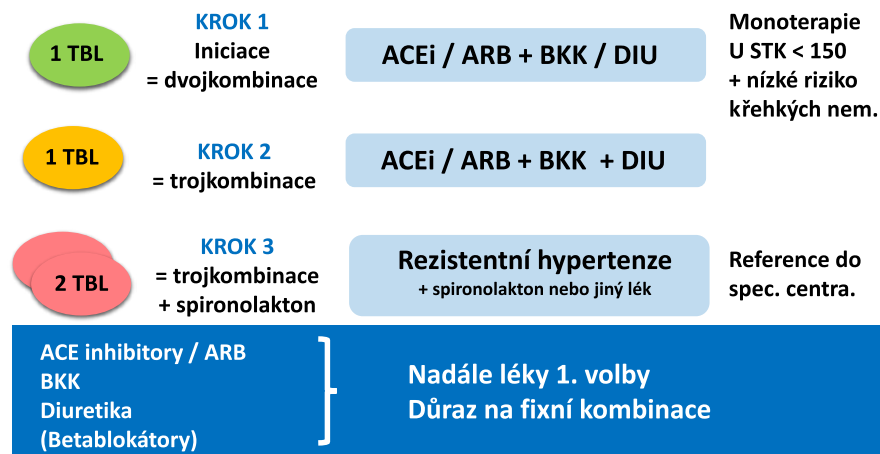 1 TBL
KROK 1
Iniciace
= dvojkombinace
ACEi / ARB + BKK / DIU
Monoterapie
U STK < 150
+ nízké riziko
křehkých nem.
1 TBL
KROK 2
= trojkombinace
ACEi / ARB + BKK + DIU
2 TBL
KROK 3
= trojkombinace
+ spironolakton
Rezistentní hypertenze
+ spironolakton nebo jiný lék
Reference do
spec. centra.
ACE inhibitory / ARB
BKK
Diuretika
(Betablokátory)
Nadále léky 1. volby
Důraz na fixní kombinace